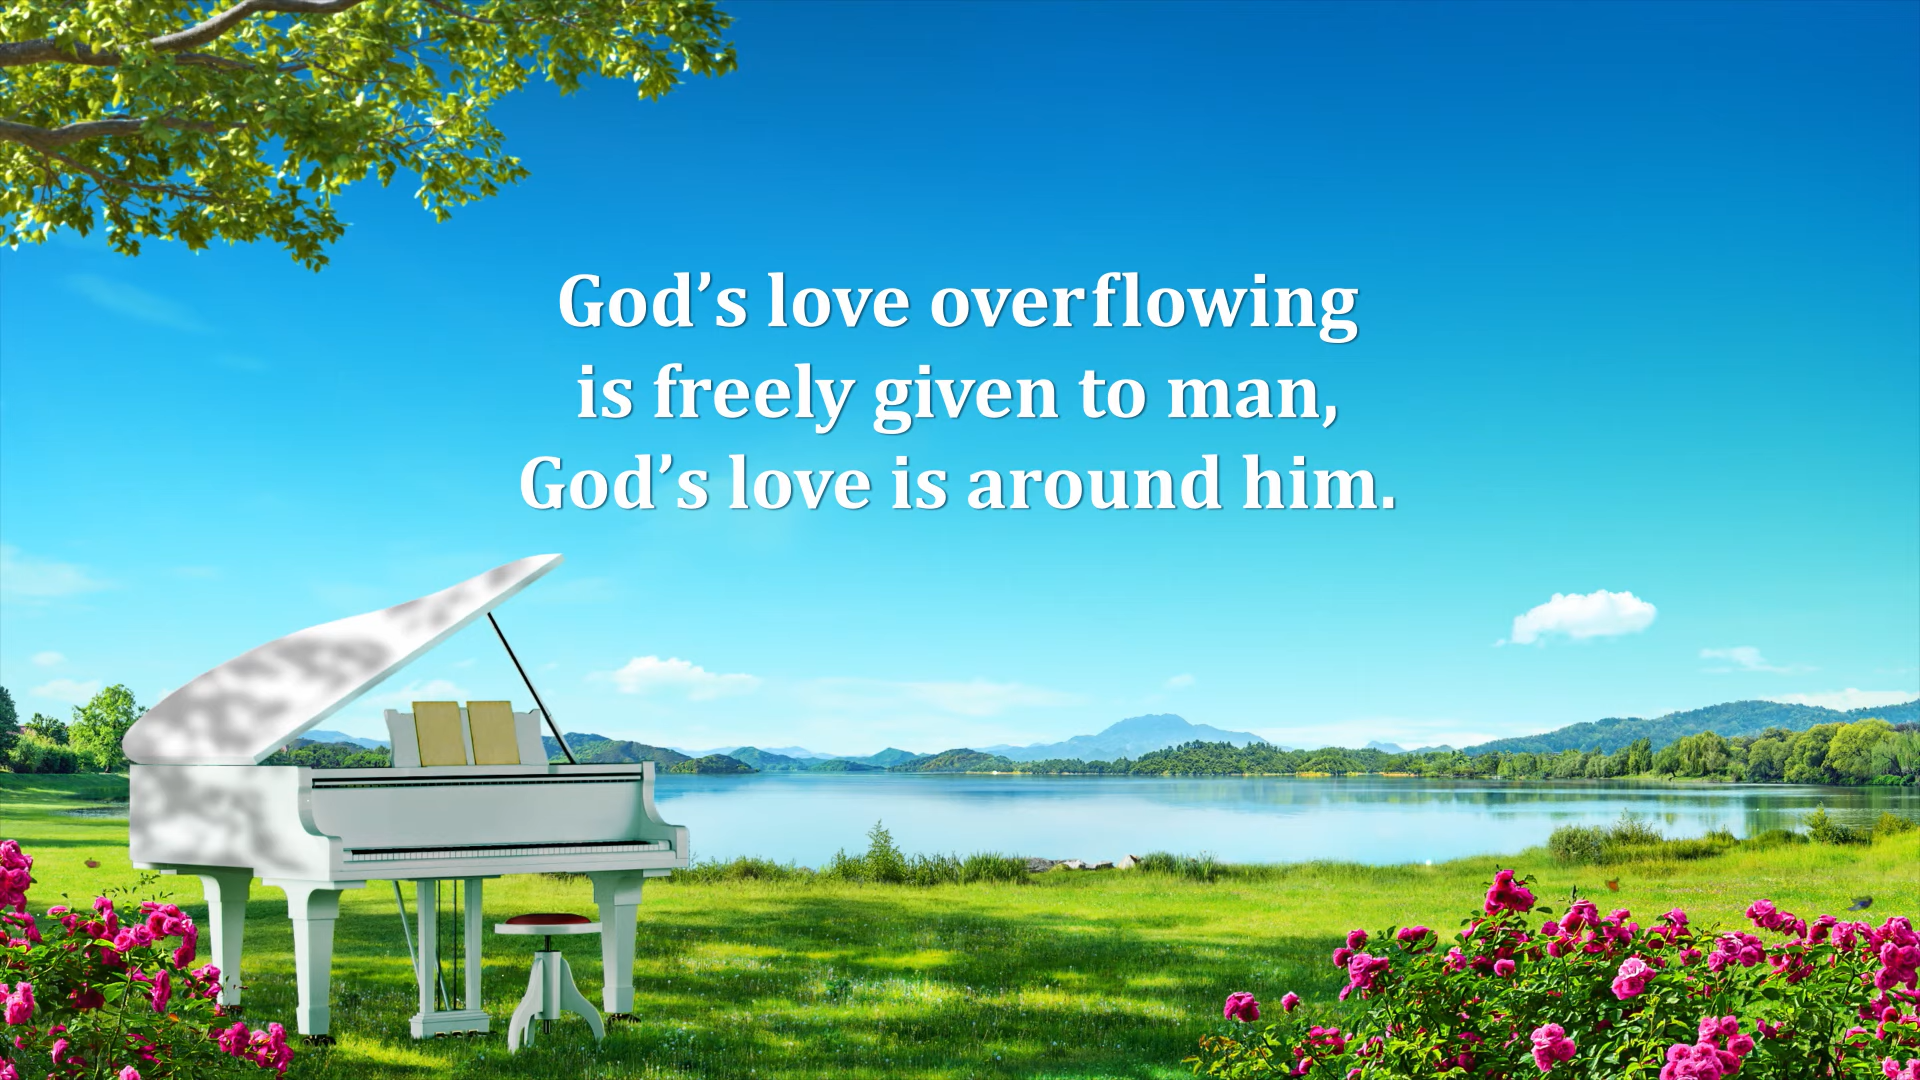 God’s love overflowing
is freely given to man,
God’s love is around him.